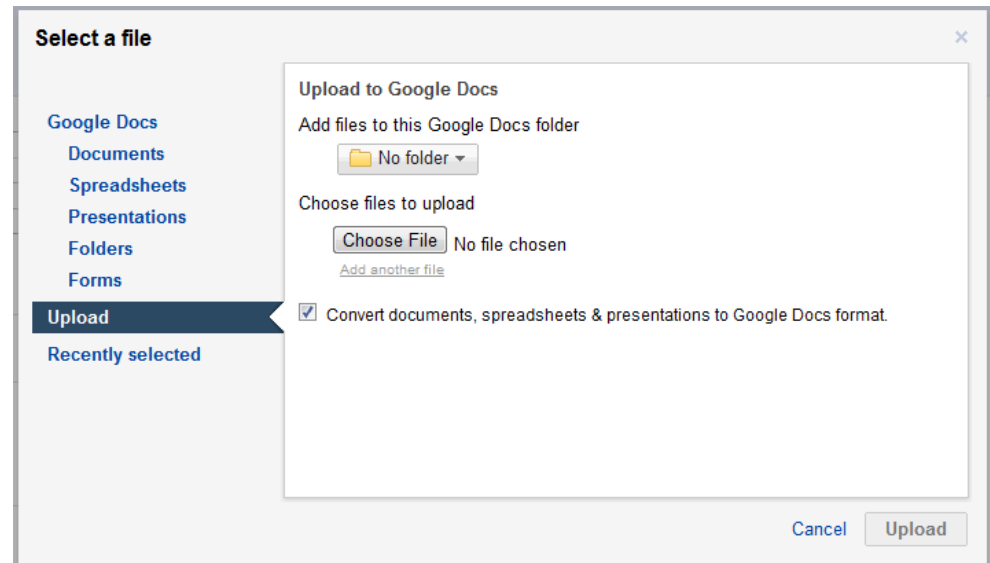 Select a file
×
Google Docs
Documents
Spreadsheets
Presentations
Folders
Forms
Upload
Recently selected
Upload to Google Docs
Add files to this Google Docs folder
No folder
Choose files to upload
Choose File No file chosen
Add another file
Convert documents, spreadsheets & presentations to Google Docs format.
Cancel Upload